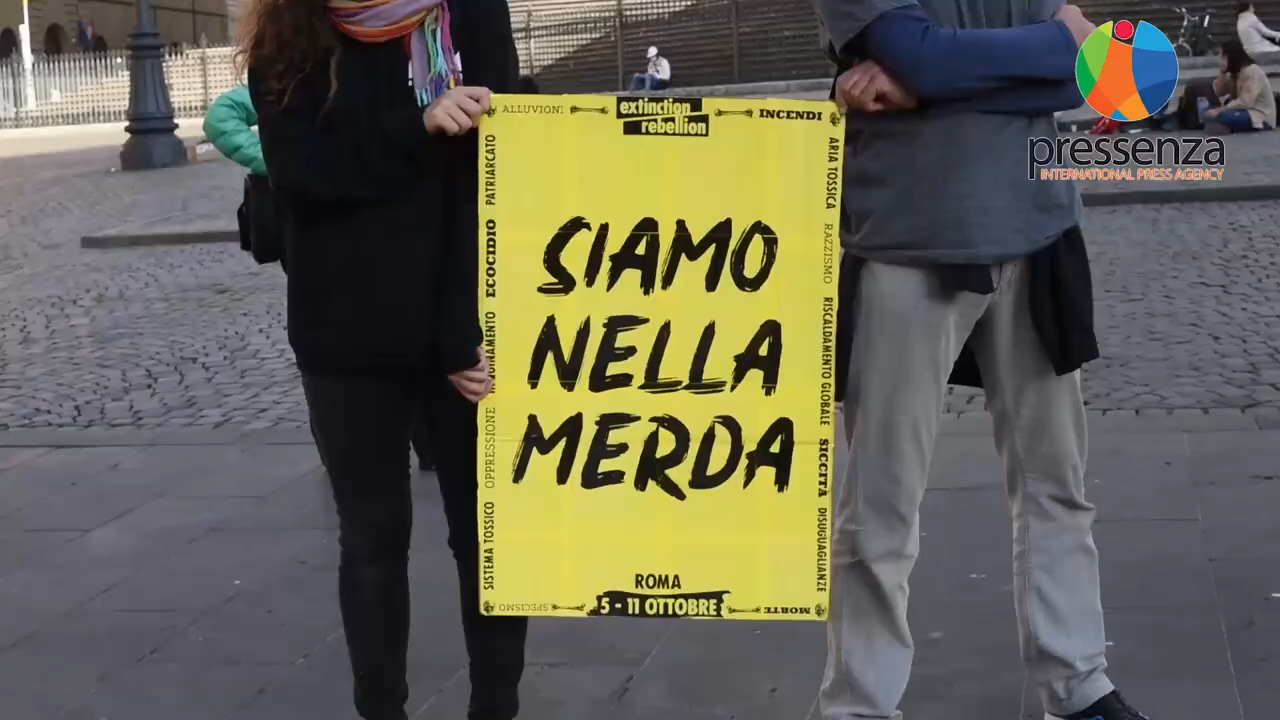 ALLUVIONI
extinction
rebellion
INCENDI
PATRIARCATO
ECOCIDIO
OPPRESSIONE
SISTEMA TOSSICO
ARIA TOSSICA
RAZZISMO
RISCALDAMENTO GLOBALE
SICCITÀ
DISUGUAGLIANZE
SIAMO
NELLA
MERDA
ROMA
5 - 11 OTTOBRE
SPECISMO
MORTE
pressenza
INTERNATIONAL PRESS AGENCY